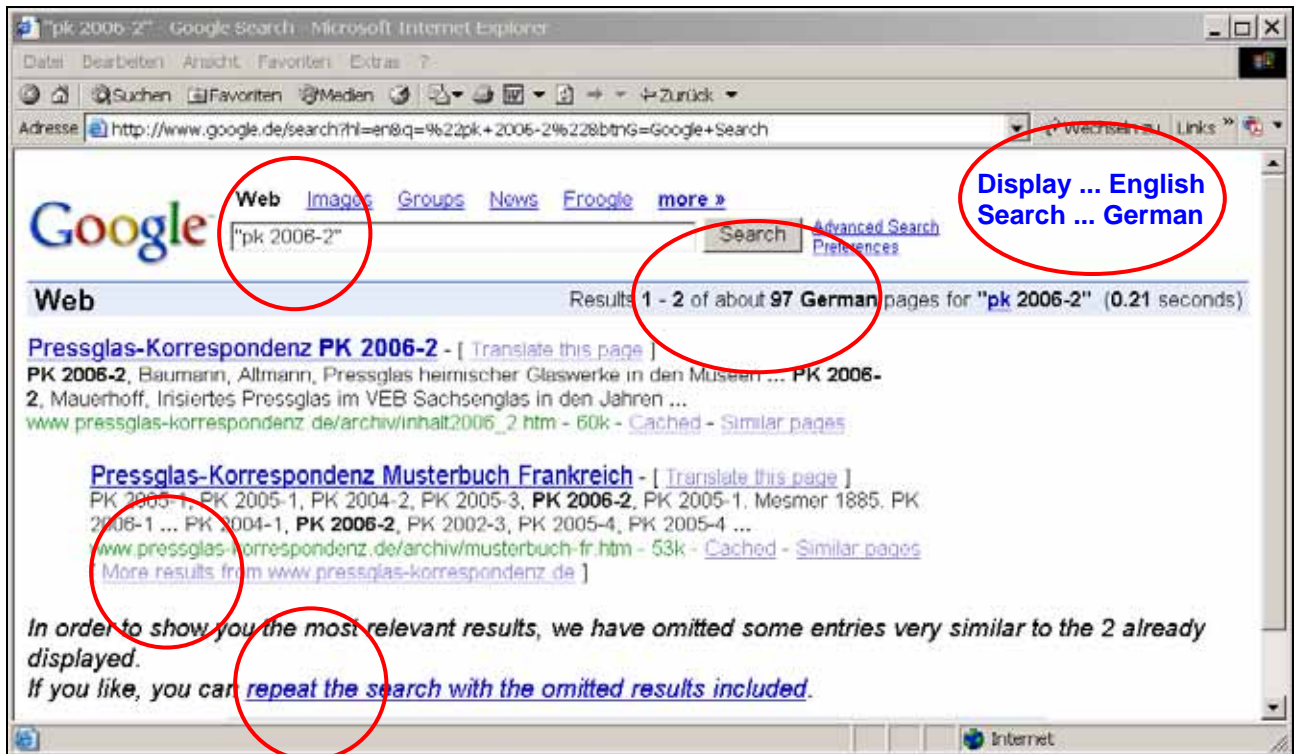 "pk 2006-2" - Google Search - Microsoft Internet Explorer
Datei Bearbeiten Ansicht Favoriten Extras ?
Suchen Favoriten Medien Zurück
Adresse http://www.google.de/search?hl=en&q=%22pk+2006-2%22&btnG=Google+Search Wechseln zu Links »
Display ... English
Search ... German
Google
Web Images Groups News Froogle more »
"pk 2006-2" Search Advanced Search
Preferences
Web Results 1 - 2 of about 97 German pages for "pk 2006-2" (0.21 seconds)
Pressglas-Korrespondenz PK 2006-2 - [ Translate this page ]
PK 2006-2, Baumann, Altmann, Pressglas heimischer Glaswerke in den Museen ... PK 2006-
2, Mauerhoff, Irisiertes Pressglas im VEB Sachsenglas in den Jahren ...
www.pressglas-korrespondenz.de/archiv/inhalt2006_2.htm - 60k - Cached - Similar pages
Pressglas-Korrespondenz Musterbuch Frankreich - [ Translate this page ]
PK 2005-1, PK 2005-1, PK 2004-2, PK 2005-3, PK 2006-2, PK 2005-1. Mesmer 1885. PK
2006-1 ... PK 2004-1, PK 2006-2, PK 2002-3, PK 2005-4, PK 2005-4 ...
www.pressglas-korrespondenz.de/archiv/musterbuch-fr.htm - 53k - Cached - Similar pages
[ More results from www.pressglas-korrespondenz.de ]
In order to show you the most relevant results, we have omitted some entries very similar to the 2 already
displayed.
If you like, you can repeat the search with the omitted results included.
Internet